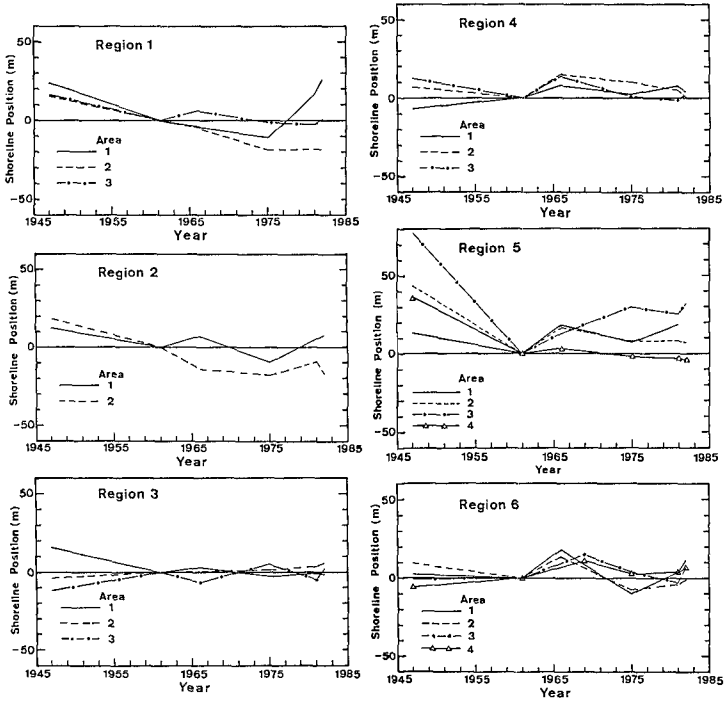 Region 1
Shoreline Position (m)
50
0
-50
Area
1
2
3
1945 1955 1965 1975 1985
Year
Region 2
Shoreline Position (m)
50
0
-50
Area
1
2
1945 1955 1965 1975 1985
Year
Region 3
Shoreline Position (m)
50
0
-50
Area
1
2
3
1945 1955 1965 1975 1985
Year
Region 4
Shoreline Position (m)
50
0
-50
Area
1
2
3
1945 1955 1965 1975 1985
Year
Region 5
Shoreline Position (m)
50
0
-50
Area
1
2
3
4
1945 1955 1965 1975 1985
Year
Region 6
Shoreline Position (m)
50
0
-50
Area
1
2
3
4
1945 1955 1965 1975 1985
Year